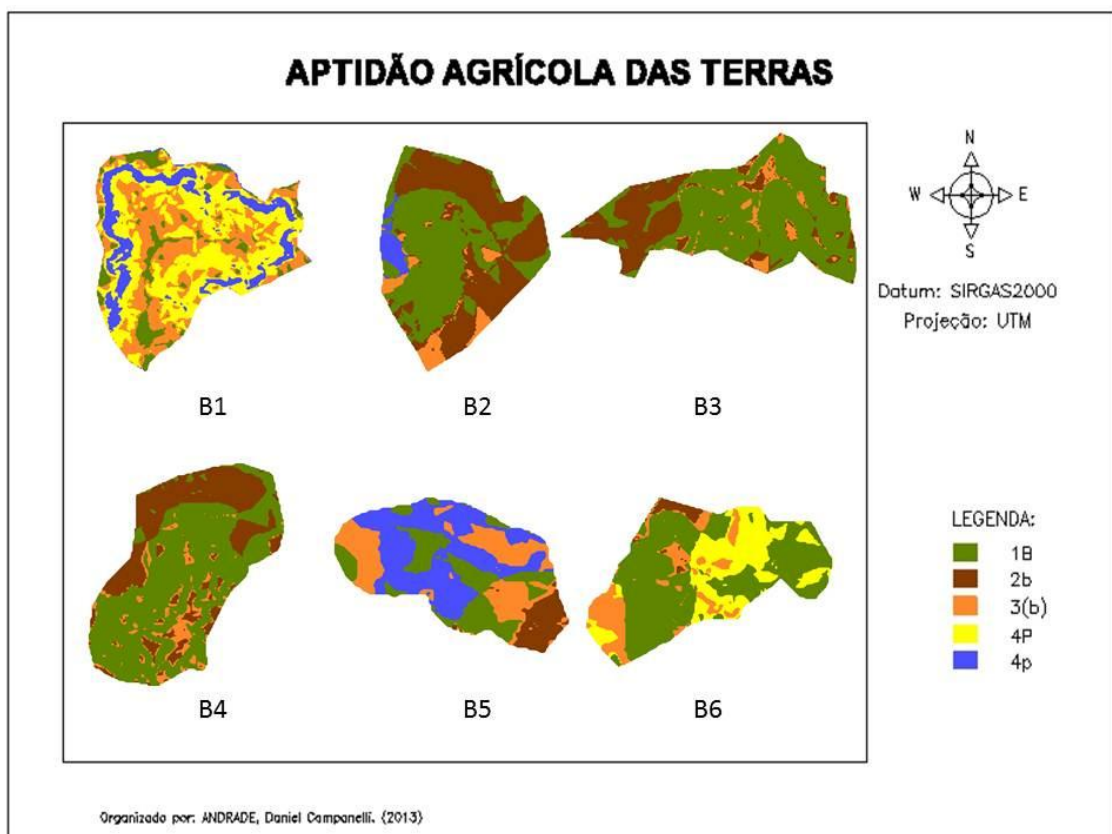 APTIDÃO AGRÍCOLA DAS TERRAS
N
W
E
S
Datum: SIRGAS2000
Projeção: UTM
B1
B2
B3
B4
B5
B6
LEGENDA:
1B
2b
3(b)
4P
4p
Organizado por: ANDRADE, Daniel Campanelli. (2013)